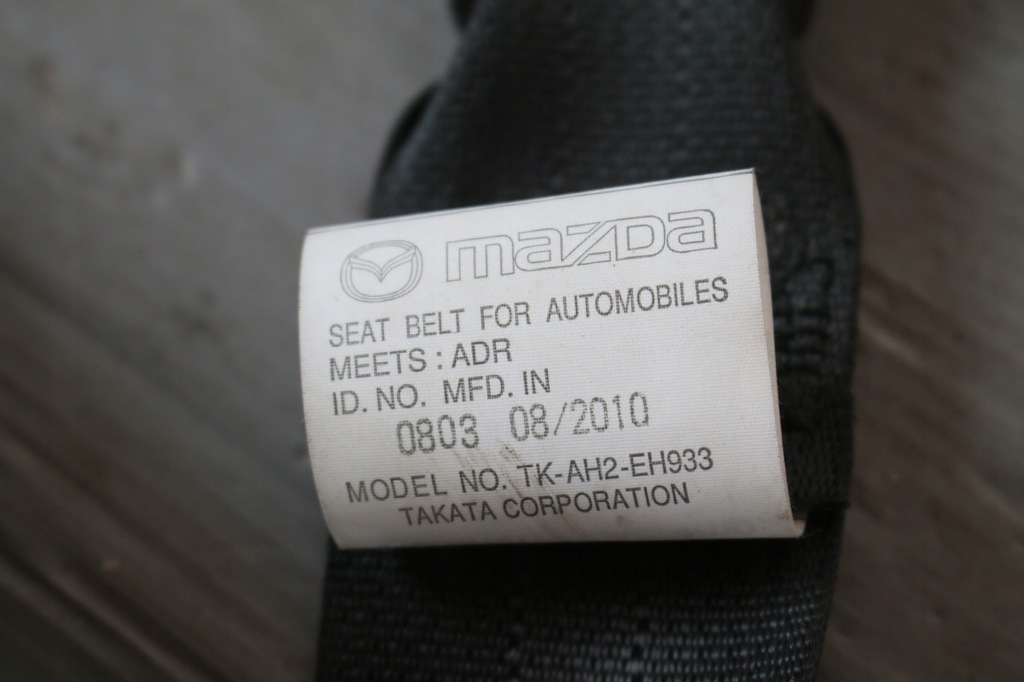 mazda
SEAT BELT FOR AUTOMOBILES
MEETS : ADR
ID. NO. MFD. IN
0803 08/2010
MODEL NO. TK-AH2-EH933
TAKATA CORPORATION